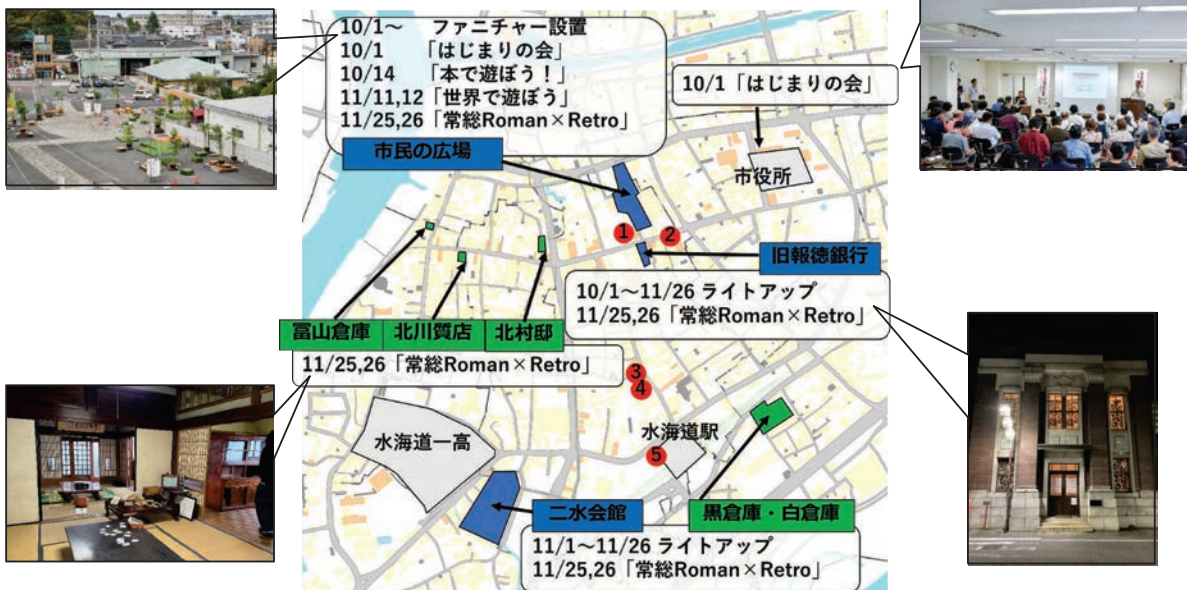 10/1～　ファニチャー設置
10/1　「はじまりの会」
10/14　「本で遊ぼう！」
11/11,12「世界で遊ぼう」
11/25,26「常総Roman×Retro」
市民の広場
10/1「はじまりの会」
市役所
1
2
旧報徳銀行
10/1～11/26 ライトアップ
11/25,26「常総Roman×Retro」
冨山倉庫
北川質店
北村邸
11/25,26「常総Roman×Retro」
3
4
水海道一高
水海道駅
5
二水会館
黒倉庫・白倉庫
11/1～11/26 ライトアップ
11/25,26「常総Roman×Retro」